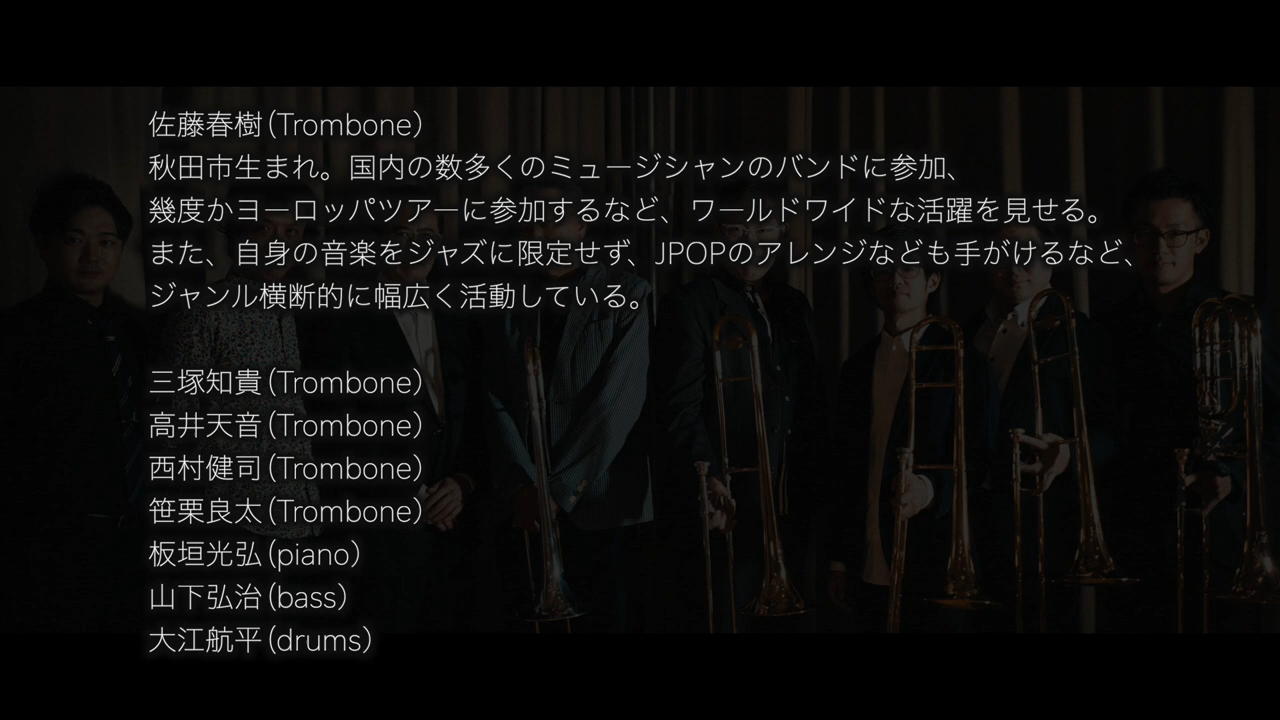 佐藤春樹（Trombone）
秋田市生まれ。国内の数多くのミュージシャンのバンドに参加、
幾度かヨーロッパツアーに参加するなど、ワールドワイドな活躍を見せる。
また、自身の音楽をジャズに限定せず、JPOPのアレンジなども手がけるなど、
ジャンル横断的に幅広く活動している。
三塚知貴（Trombone）
高井天音（Trombone）
西村健司（Trombone）
笹栗良太（Trombone）
板垣光弘（piano）
山下弘治（bass）
大江航平（drums）